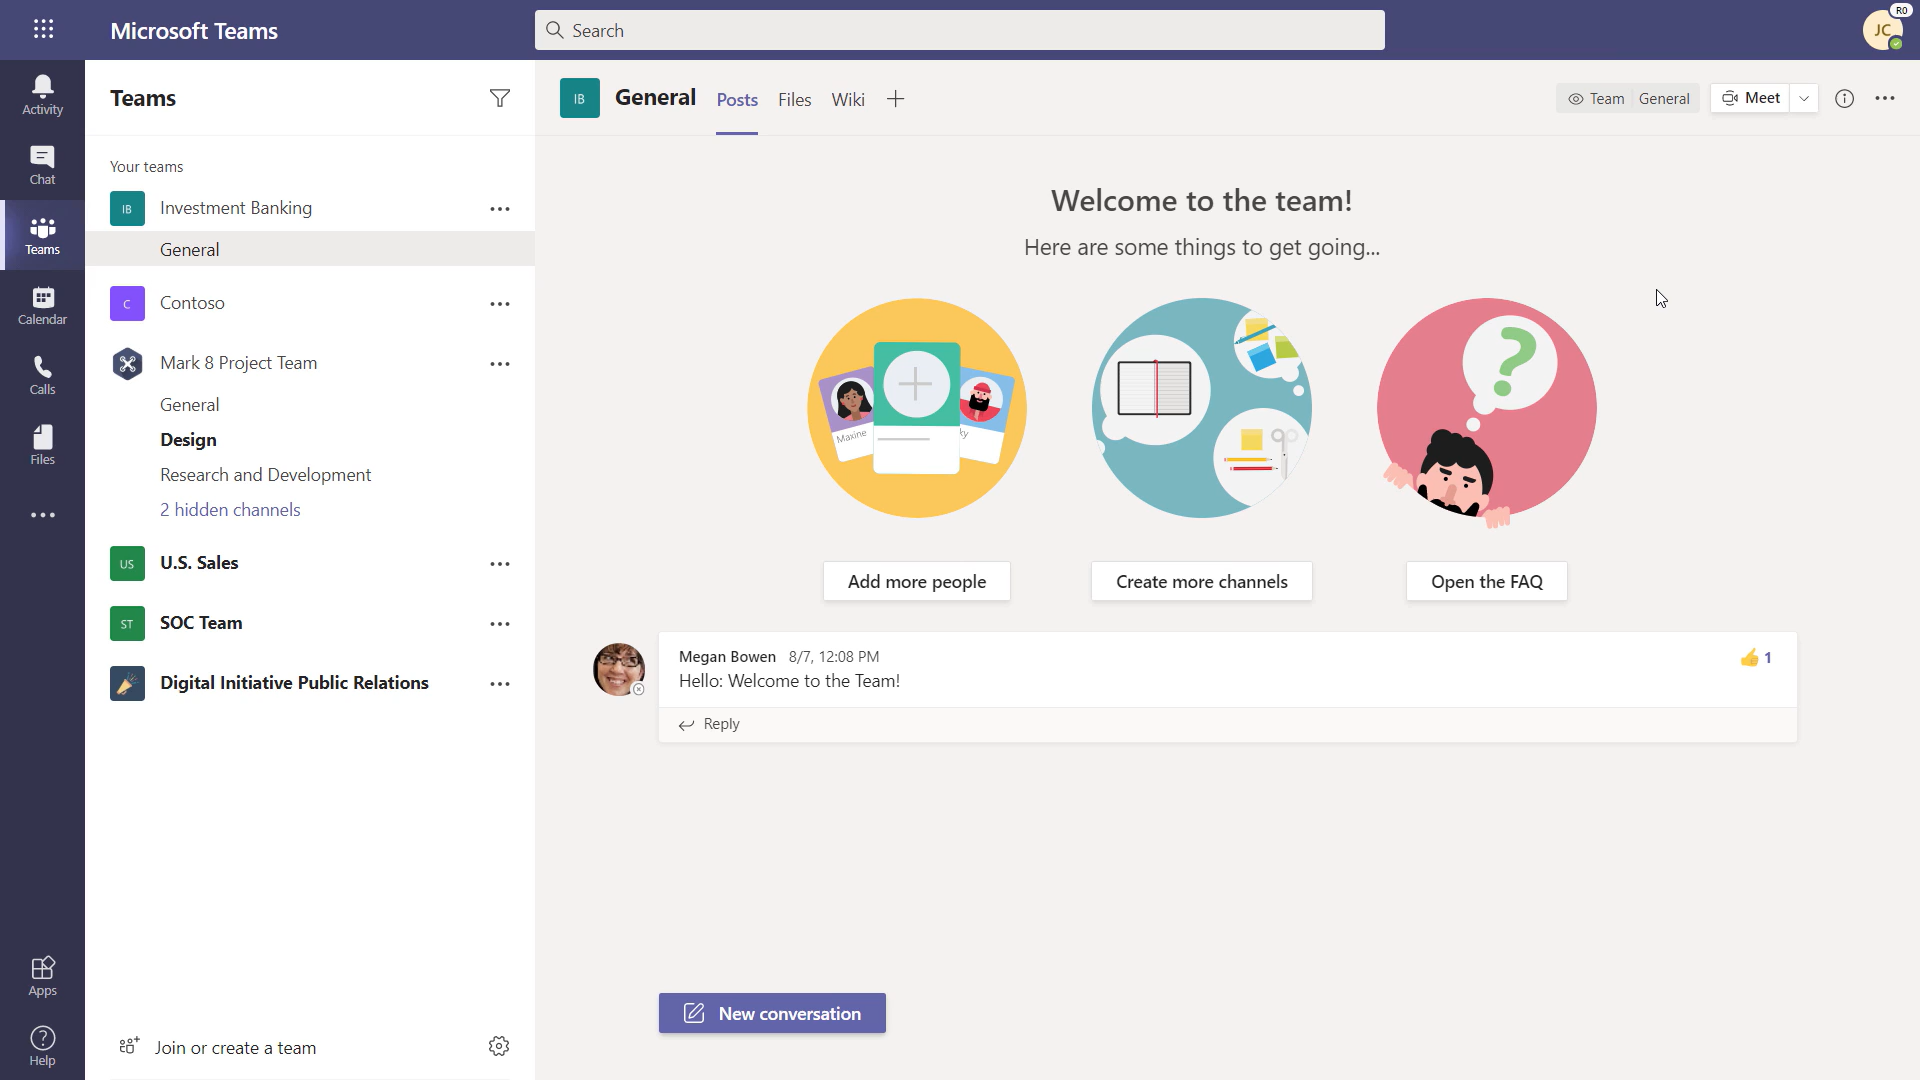 Microsoft Teams
Search
R0
JC
Activity
Chat
Teams
Calendar
Calls
Files
Apps
Help
Teams
Your teams
IB Investment Banking
General
C Contoso
Mark 8 Project Team
General
Design
Research and Development
2 hidden channels
US U.S. Sales
ST SOC Team
Digital Initiative Public Relations
Join or create a team
IB General Posts Files Wiki
Team General Meet
Welcome to the team!
Here are some things to get going...
Maxine
ky
Add more people
Create more channels
Open the FAQ
Megan Bowen 8/7, 12:08 PM
1
Hello: Welcome to the Team!
Reply
New conversation